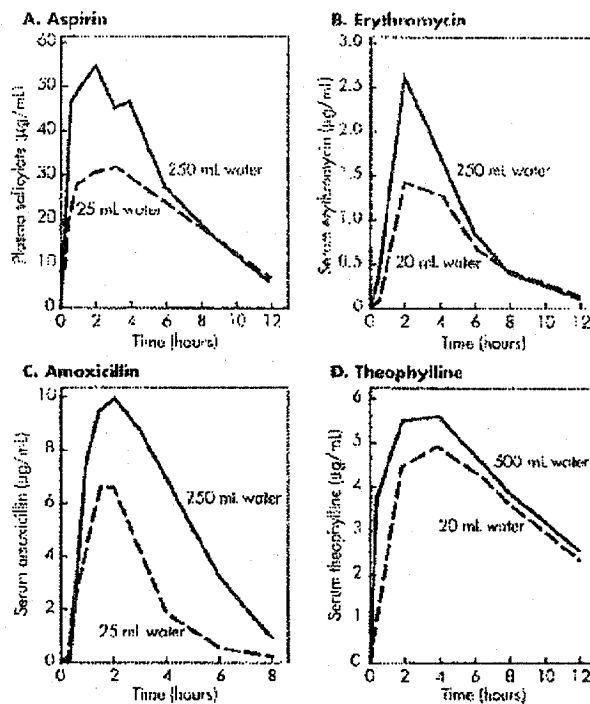 A. Aspirin
Plasma salicylate (µg/mL)
60
50
40
30
20
10
0
250 mL water
25 mL water
0 2 4 6 8 10 12
Time (hours)
B. Erythromycin
Serum erythromycin (µg/mL)
3.0
2.5
2.0
1.5
1.0
0.5
0
250 mL water
20 mL water
0 2 4 6 8 10 12
Time (hours)
C. Amoxicillin
Serum amoxicillin (µg/mL)
10
8
6
4
2
0
250 mL water
25 mL water
0 2 4 6 8
Time (hours)
D. Theophylline
Serum theophylline (µg/mL)
6
5
4
3
2
1
0
500 mL water
20 mL water
0 2 4 6 8 10 12
Time (hours)